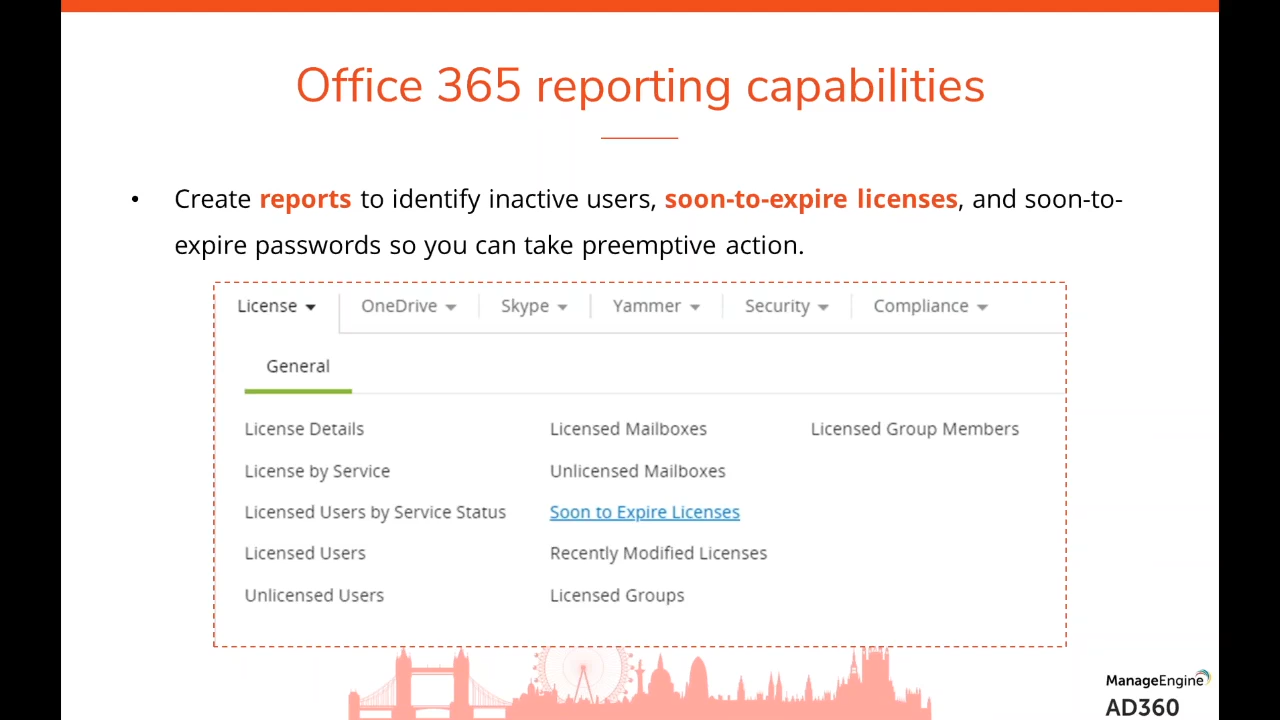 Office 365 reporting capabilities
• Create reports to identify inactive users, soon-to-expire licenses, and soon-to-
expire passwords so you can take preemptive action.
License OneDrive Skype Yammer Security Compliance
General
License Details Licensed Mailboxes Licensed Group Members
License by Service Unlicensed Mailboxes
Licensed Users by Service Status Soon to Expire Licenses
Licensed Users Recently Modified Licenses
Unlicensed Users Licensed Groups
ManageEngine
AD360